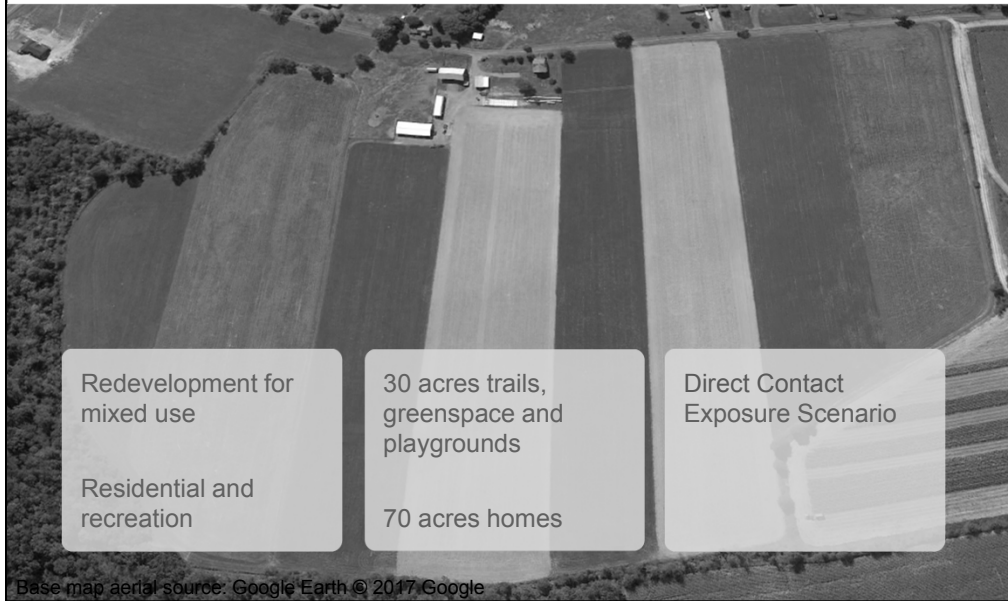 Redevelopment for
mixed use
Residential and
recreation
30 acres trails,
greenspace and
playgrounds
70 acres homes
Direct Contact
Exposure Scenario
Base map aerial source: Google Earth © 2017 Google